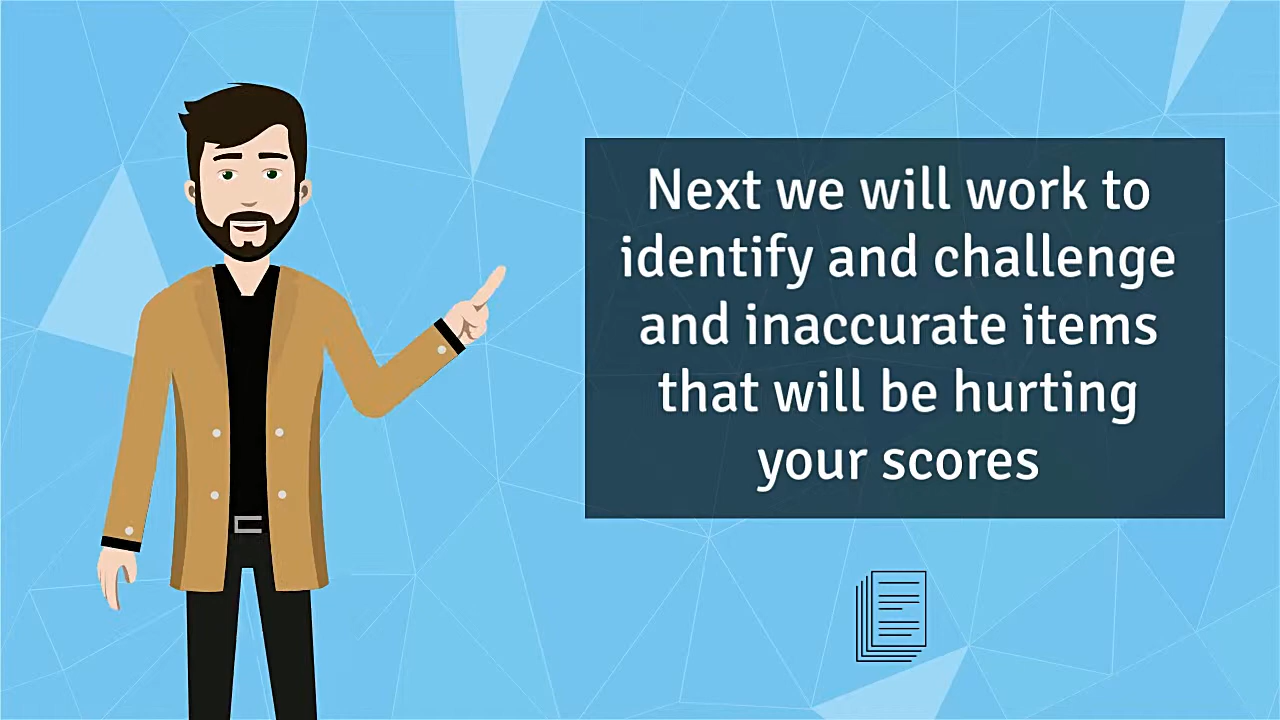 Next we will work to
identify and challenge
and inaccurate items
that will be hurting
your scores